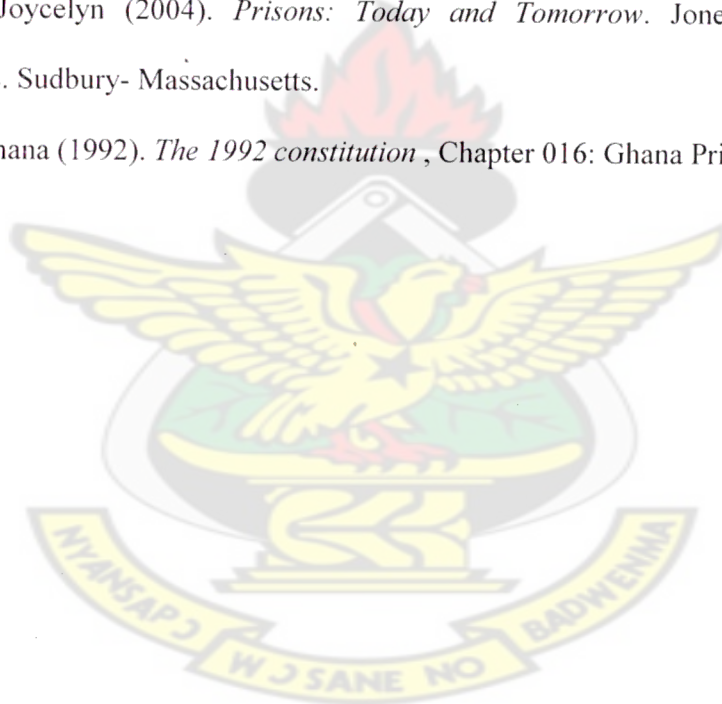 Joycelyn (2004). Prisons: Today and Tomorrow. Jone
. Sudbury- Massachusetts.
nana (1992). The 1992 constitution , Chapter 016: Ghana Pri
NYANSAPƆ WƆSANE NO BADWENMA